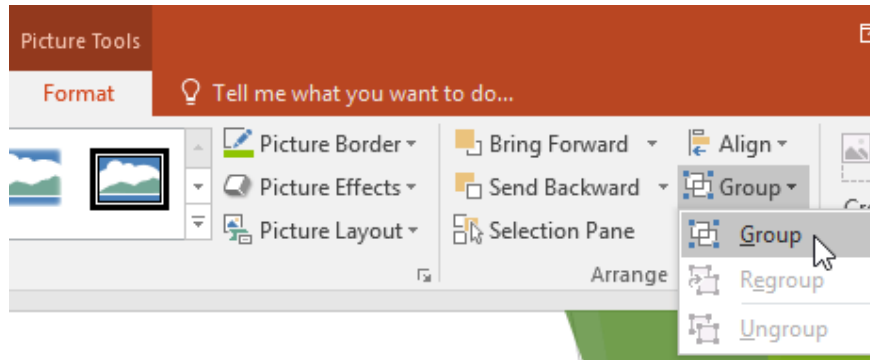 Picture Tools
Format
Tell me what you want to do...
Picture Border
Bring Forward
Align
Picture Effects
Send Backward
Group
Picture Layout
Selection Pane
Group
Arrange
Regroup
Ungroup